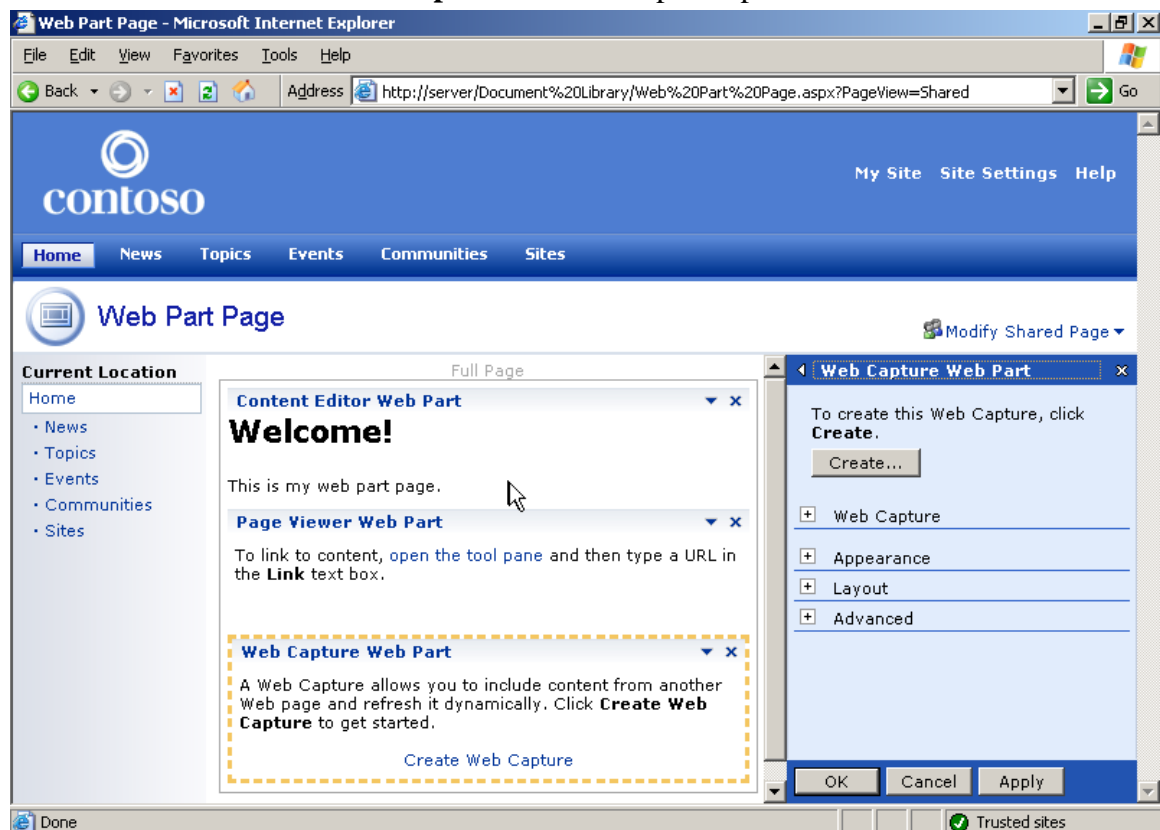 Web Part Page - Microsoft Internet Explorer
File Edit View Favorites Tools Help
Back Address http://server/Document%20Library/Web%20Part%20Page.aspx?PageView=Shared Go
contoso
My Site Site Settings Help
Home News Topics Events Communities Sites
Web Part Page
Modify Shared Page
Current Location
Home
News
Topics
Events
Communities
Sites
Full Page
Content Editor Web Part
Welcome!
This is my web part page.
Page Viewer Web Part
To link to content, open the tool pane and then type a URL in
the Link text box.
Web Capture Web Part
A Web Capture allows you to include content from another
Web page and refresh it dynamically. Click Create Web
Capture to get started.
Create Web Capture
Web Capture Web Part
To create this Web Capture, click
Create.
Create...
Web Capture
Appearance
Layout
Advanced
OK Cancel Apply
Done Trusted sites